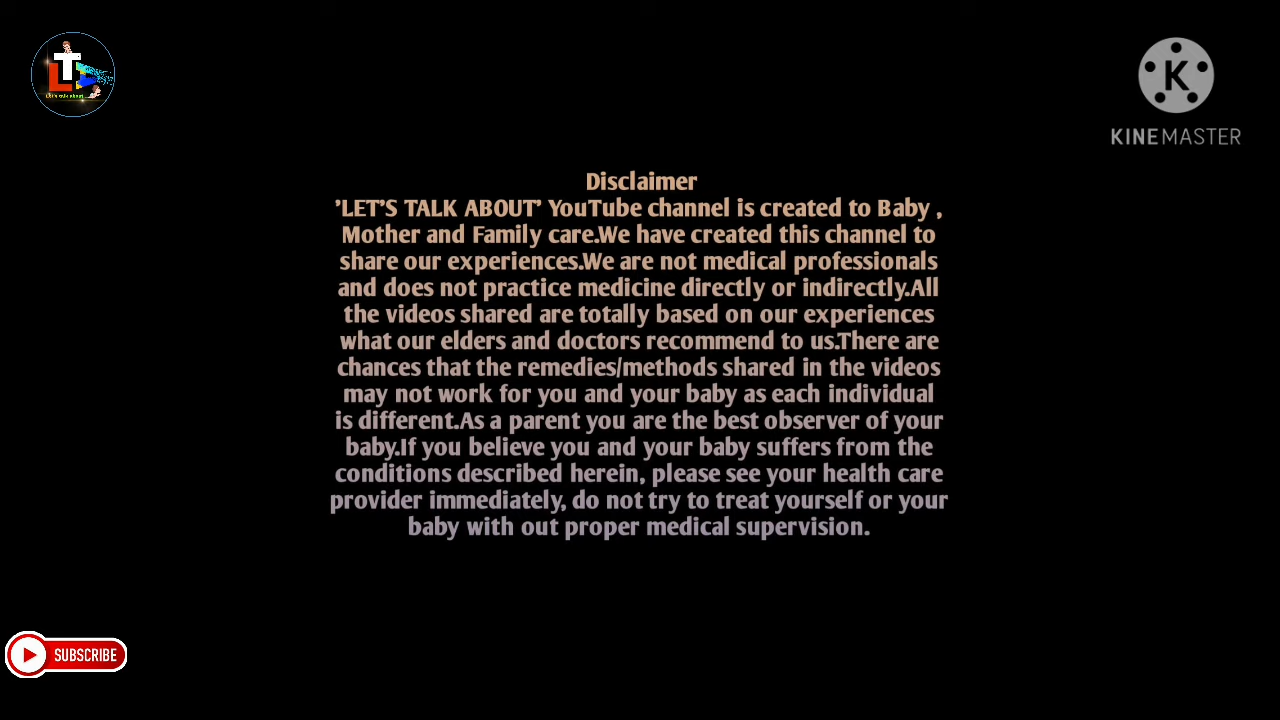 LT
Let's talk about
K
KINEMASTER
Disclaimer
'LET'S TALK ABOUT' YouTube channel is created to Baby ,
Mother and Family care.We have created this channel to
share our experiences.We are not medical professionals
and does not practice medicine directly or indirectly.All
the videos shared are totally based on our experiences
what our elders and doctors recommend to us.There are
chances that the remedies/methods shared in the videos
may not work for you and your baby as each individual
is different.As a parent you are the best observer of your
baby.If you believe you and your baby suffers from the
conditions described herein, please see your health care
provider immediately, do not try to treat yourself or your
baby with out proper medical supervision.
SUBSCRIBE